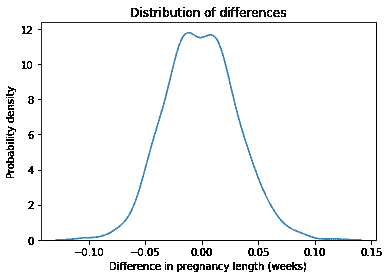 Distribution of differences
12
10
8
6
4
2
0
Probability density
−0.10 −0.05 0.00 0.05 0.10 0.15
Difference in pregnancy length (weeks)